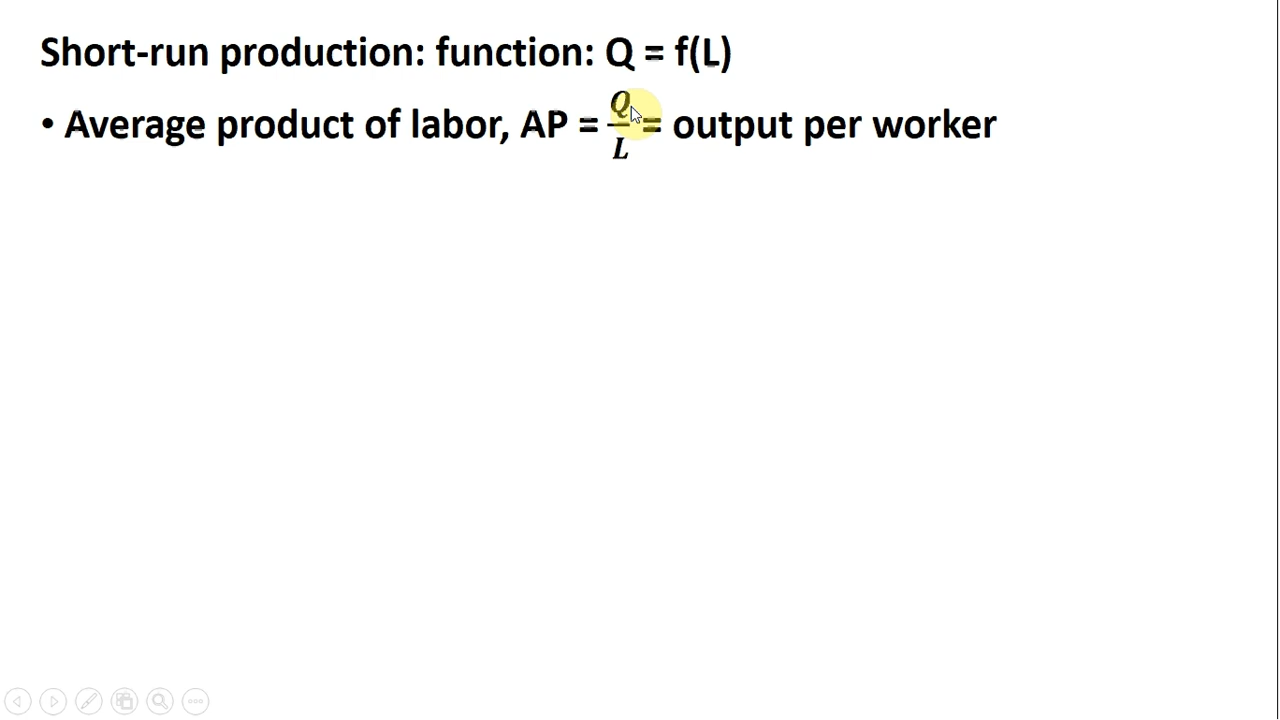 Short-run production: function: Q = f(L)
• Average product of labor, AP = Q/L = output per worker